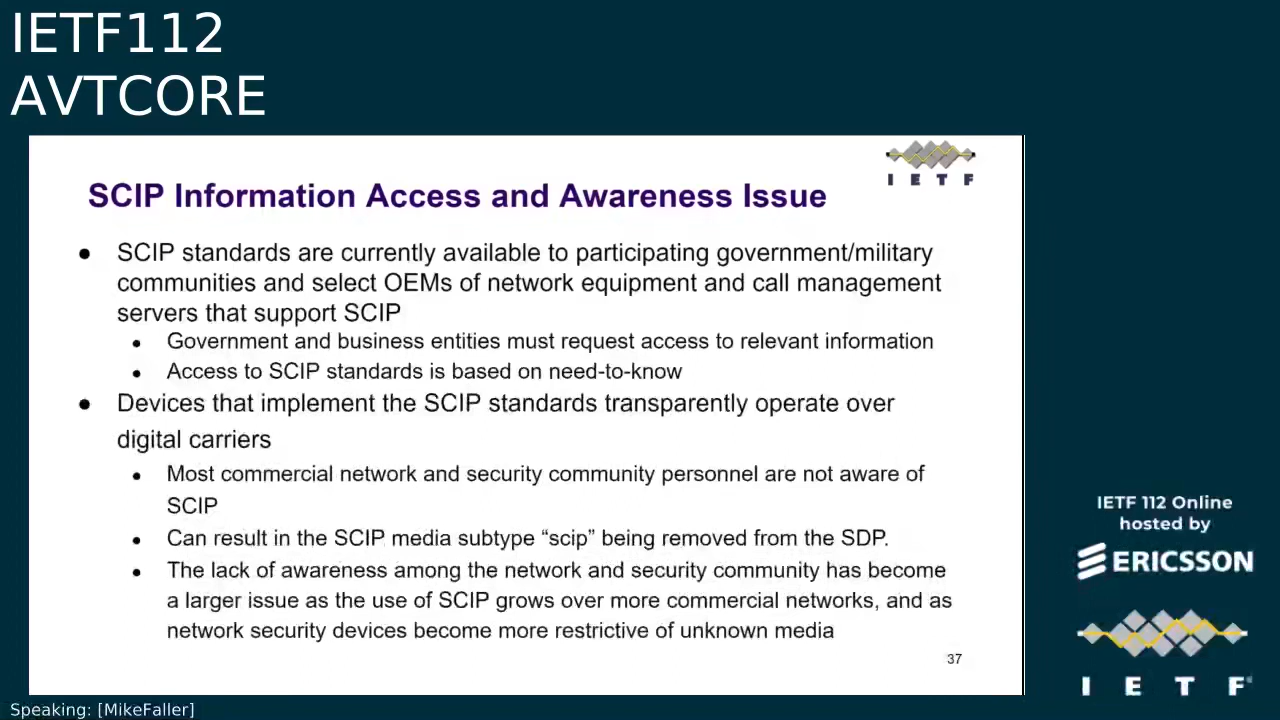 IETF112
AVTCORE
I E T F
SCIP Information Access and Awareness Issue
● SCIP standards are currently available to participating government/military
communities and select OEMs of network equipment and call management
servers that support SCIP
• Government and business entities must request access to relevant information
• Access to SCIP standards is based on need-to-know
● Devices that implement the SCIP standards transparently operate over
digital carriers
• Most commercial network and security community personnel are not aware of
SCIP
• Can result in the SCIP media subtype “scip” being removed from the SDP.
• The lack of awareness among the network and security community has become
a larger issue as the use of SCIP grows over more commercial networks, and as
network security devices become more restrictive of unknown media
37
IETF 112 Online
hosted by
ERICSSON
I E T F
Speaking: [MikeFaller]